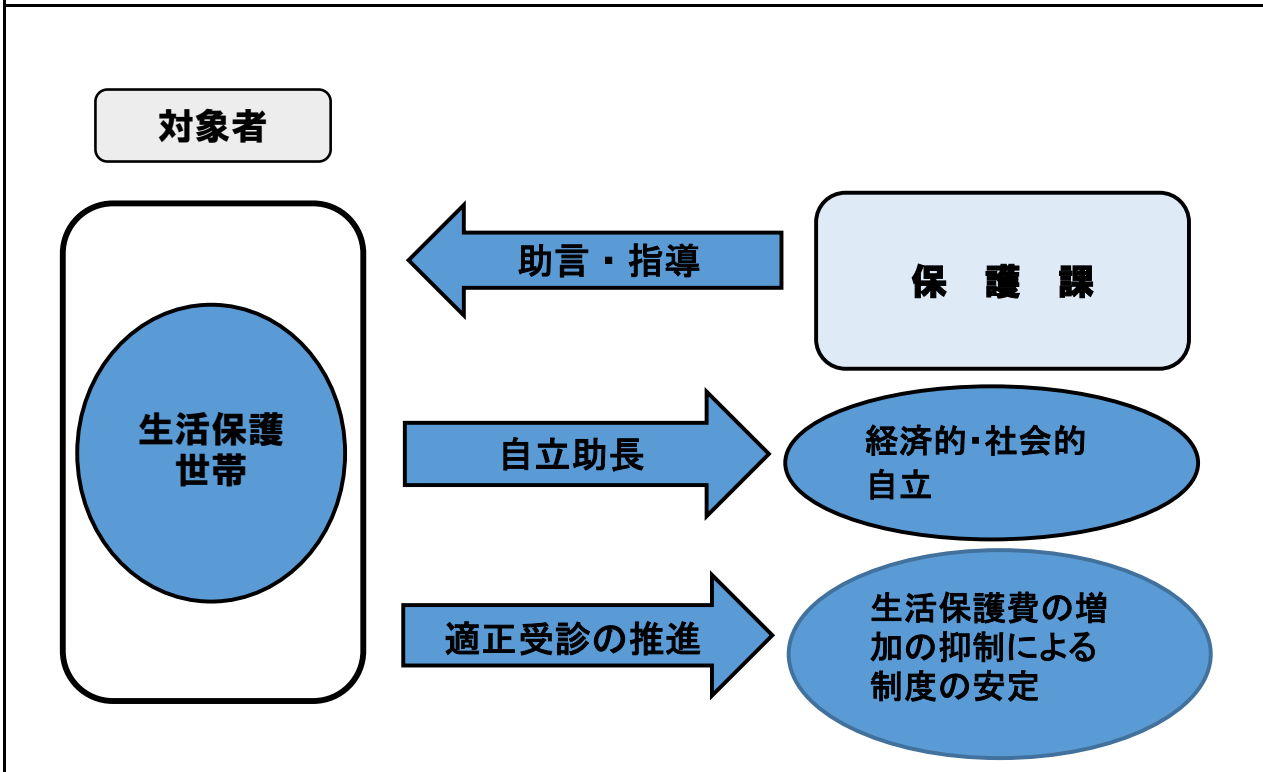 対象者
助言・指導
保　護　課
生活保護
世帯
自立助長
経済的・社会的
自立
適正受診の推進
生活保護費の増
加の抑制による
制度の安定